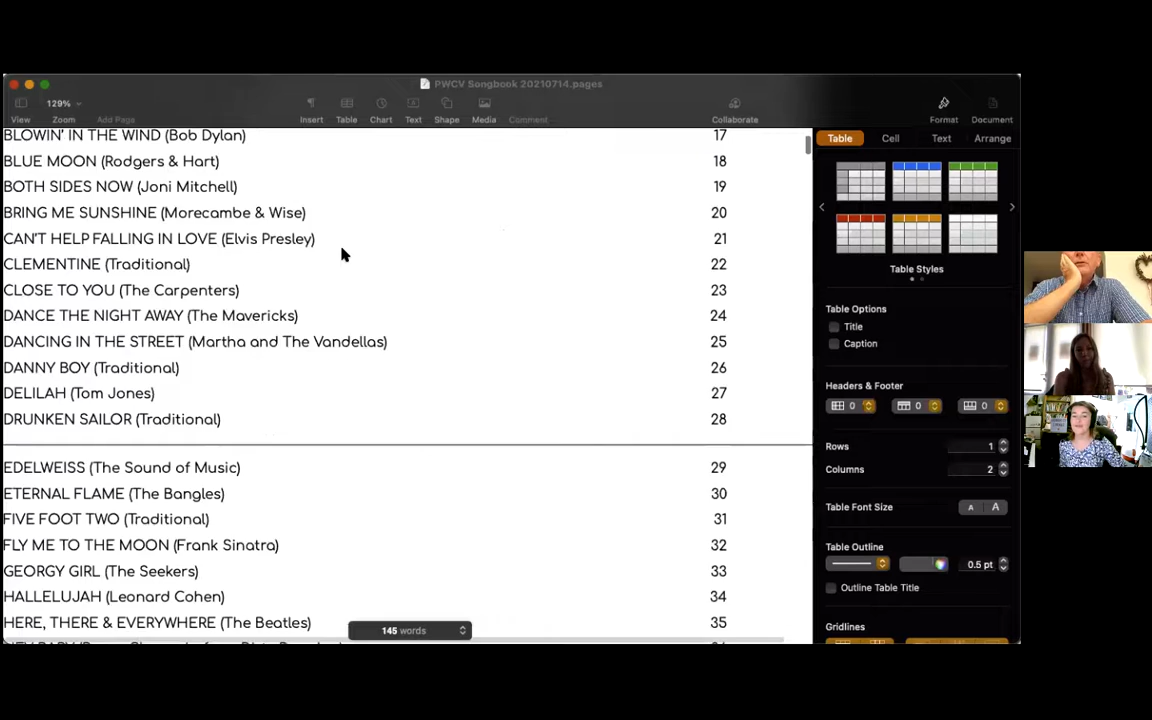 PWCV Songbook 20210714.pages
129%
View
Zoom
Add Page
Insert
Table
Chart
Text
Shape
Media
Comment
Collaborate
Format
Document
BLOWIN' IN THE WIND (Bob Dylan) 17
BLUE MOON (Rodgers & Hart) 18
BOTH SIDES NOW (Joni Mitchell) 19
BRING ME SUNSHINE (Morecambe & Wise) 20
CAN'T HELP FALLING IN LOVE (Elvis Presley) 21
CLEMENTINE (Traditional) 22
CLOSE TO YOU (The Carpenters) 23
DANCE THE NIGHT AWAY (The Mavericks) 24
DANCING IN THE STREET (Martha and The Vandellas) 25
DANNY BOY (Traditional) 26
DELILAH (Tom Jones) 27
DRUNKEN SAILOR (Traditional) 28
EDELWEISS (The Sound of Music) 29
ETERNAL FLAME (The Bangles) 30
FIVE FOOT TWO (Traditional) 31
FLY ME TO THE MOON (Frank Sinatra) 32
GEORGY GIRL (The Seekers) 33
HALLELUJAH (Leonard Cohen) 34
HERE, THERE & EVERYWHERE (The Beatles) 35
145 words
Table
Cell
Text
Arrange
Table Styles
Table Options
Title
Caption
Headers & Footer
0 0 0
Rows 1
Columns 2
Table Font Size A A
Table Outline
0.5 pt
Outline Table Title
Gridlines